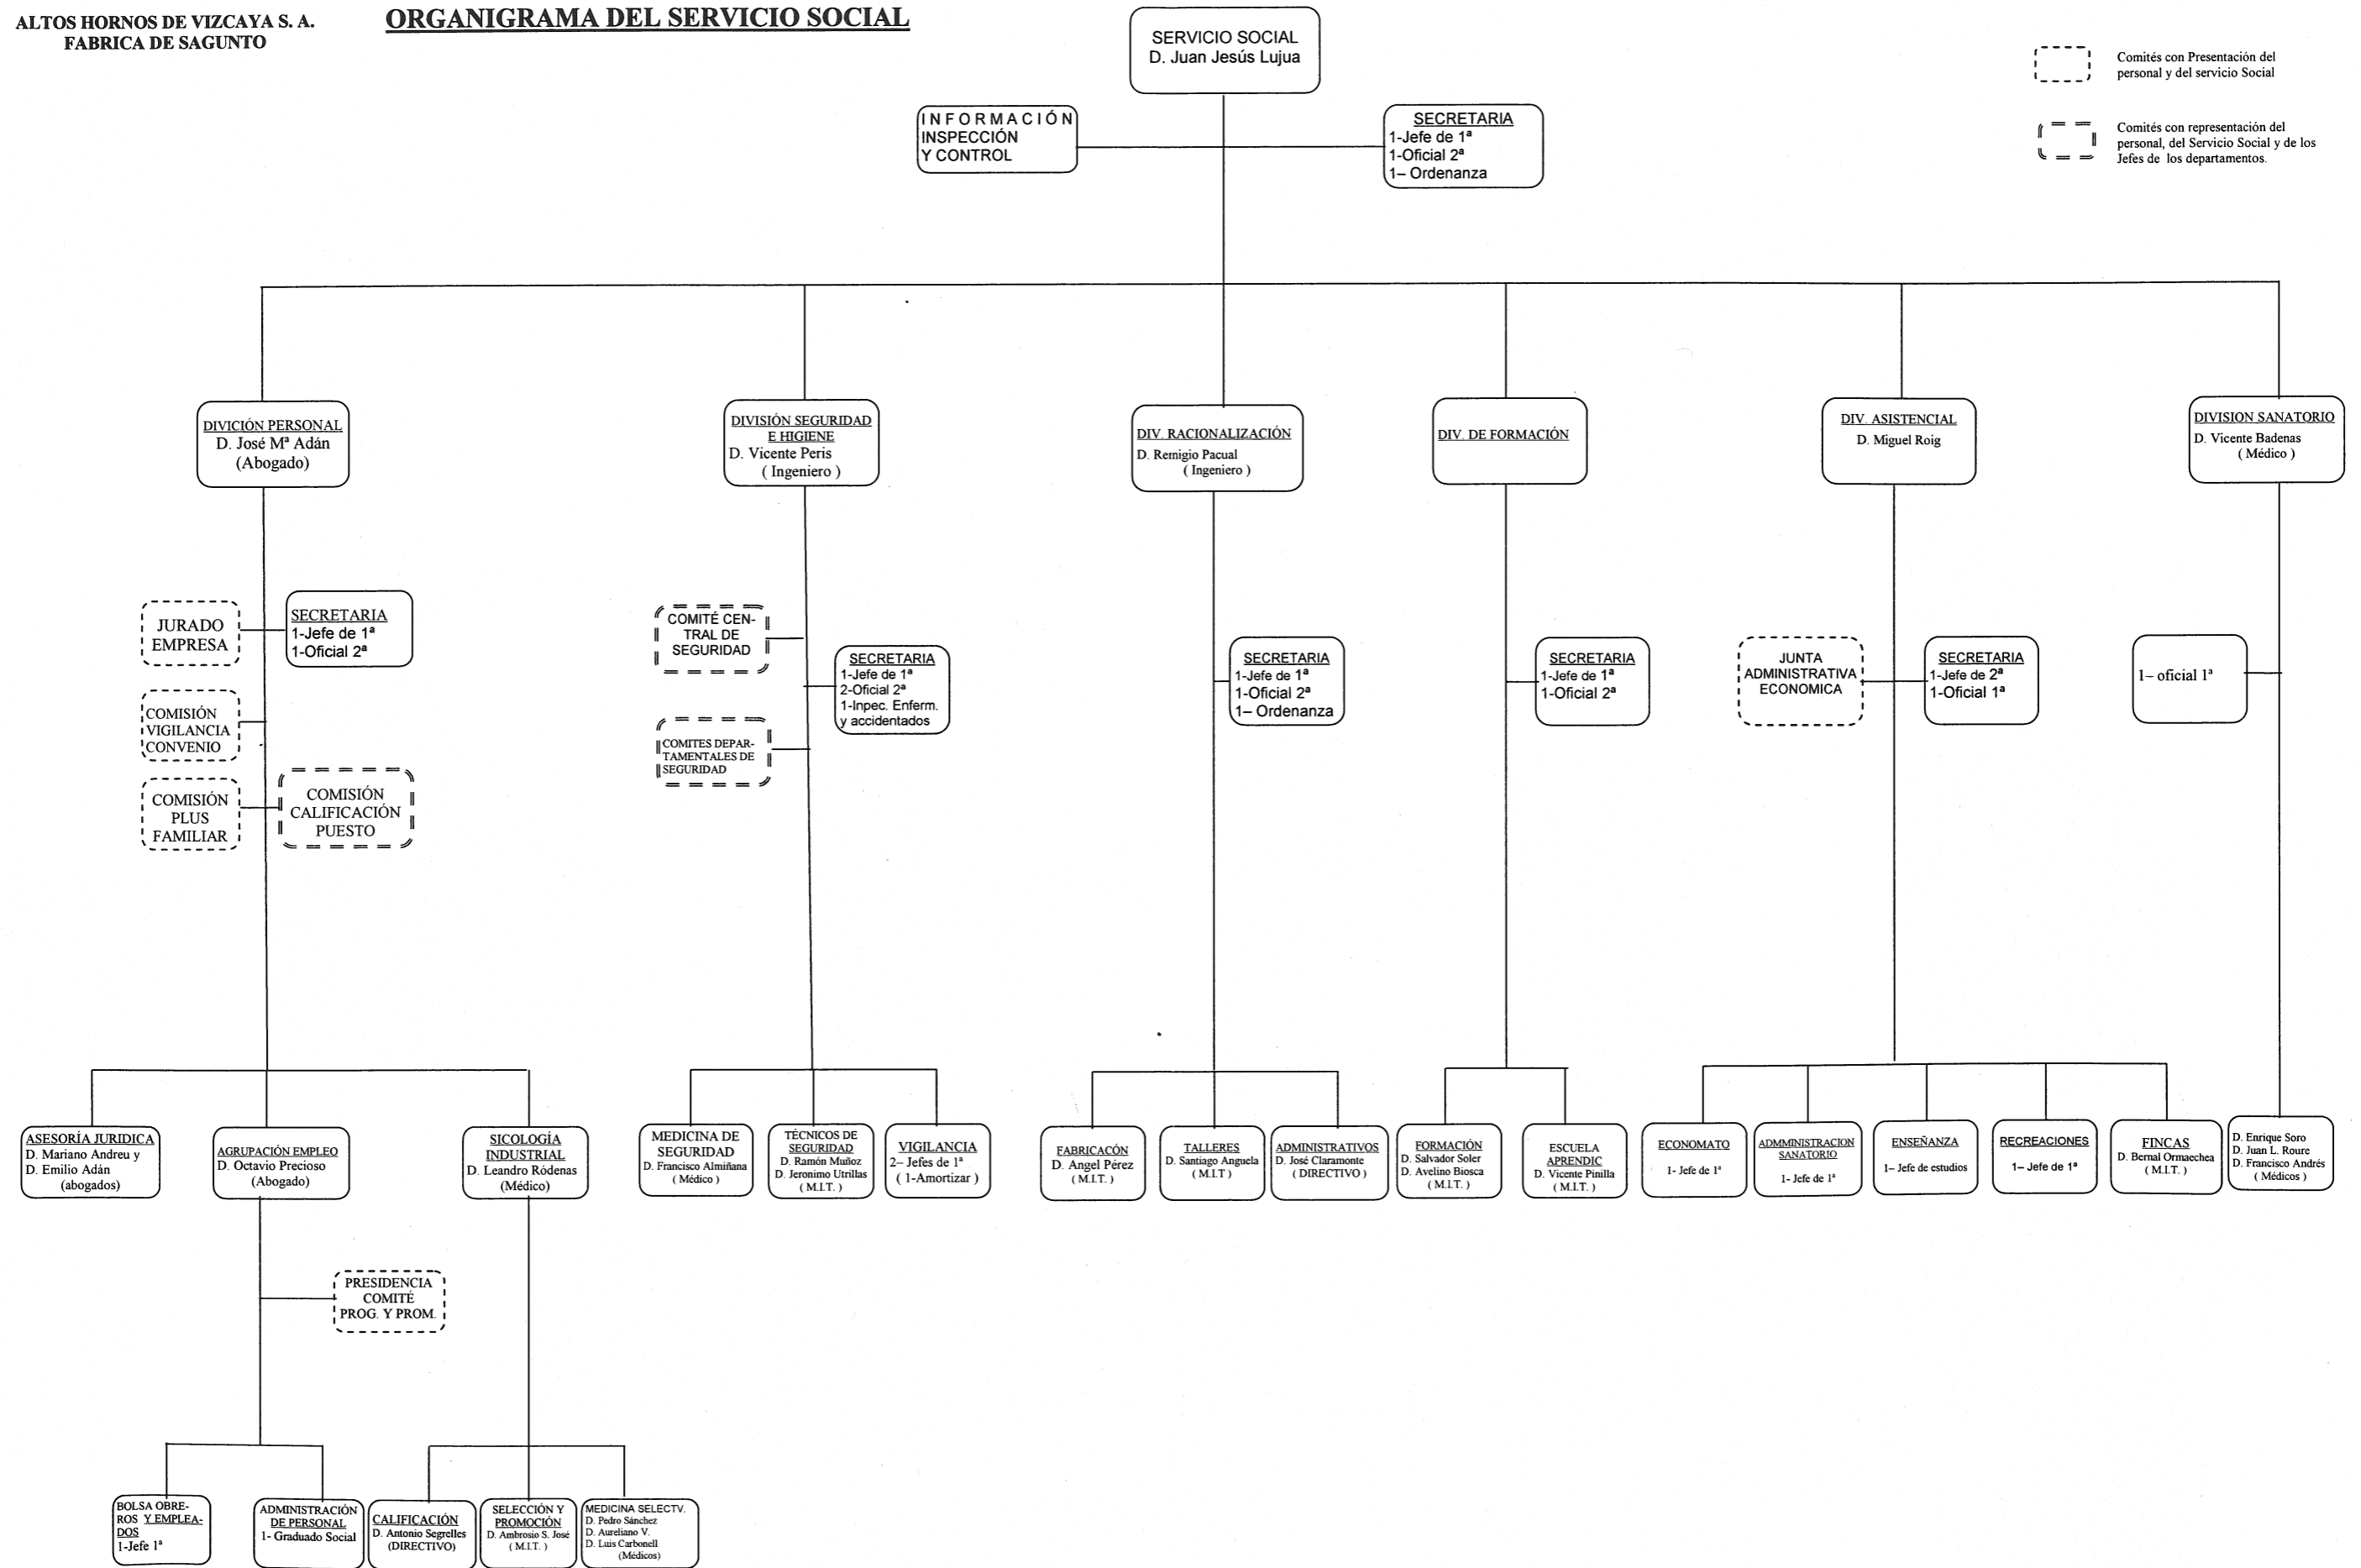 ALTOS HORNOS DE VIZCAYA S. A.
FABRICA DE SAGUNTO
ORGANIGRAMA DEL SERVICIO SOCIAL
SERVICIO SOCIAL
D. Juan Jesús Lujua
Comités con Presentación del
personal y del servicio Social
Comités con representación del
personal, del Servicio Social y de los
Jefes de los departamentos.
INFORMACIÓN
INSPECCIÓN
Y CONTROL
SECRETARIA
1-Jefe de 1ª
1-Oficial 2ª
1– Ordenanza
DIVICIÓN PERSONAL
D. José Mª Adán
(Abogado)
DIVISIÓN SEGURIDAD
E HIGIENE
D. Vicente Peris
( Ingeniero )
DIV. RACIONALIZACIÓN
D. Remigio Pacual
( Ingeniero )
DIV. DE FORMACIÓN
DIV. ASISTENCIAL
D. Miguel Roig
DIVISION SANATORIO
D. Vicente Badenas
( Médico )
JURADO
EMPRESA
SECRETARIA
1-Jefe de 1ª
1-Oficial 2ª
COMISIÓN
VIGILANCIA
CONVENIO
COMISIÓN
PLUS
FAMILIAR
COMISIÓN
CALIFICACIÓN
PUESTO
COMITÉ CEN-
TRAL DE
SEGURIDAD
SECRETARIA
1-Jefe de 1ª
2-Oficial 2ª
1-Inpec. Enferm.
y accidentados
COMITES DEPAR-
TAMENTALES DE
SEGURIDAD
SECRETARIA
1-Jefe de 1ª
1-Oficial 2ª
1– Ordenanza
SECRETARIA
1-Jefe de 1ª
1-Oficial 2ª
JUNTA
ADMINISTRATIVA
ECONOMICA
SECRETARIA
1-Jefe de 2ª
1-Oficial 1ª
1– oficial 1ª
ASESORÍA JURIDICA
D. Mariano Andreu y
D. Emilio Adán
(abogados)
AGRUPACIÓN EMPLEO
D. Octavio Precioso
(Abogado)
SICOLOGÍA
INDUSTRIAL
D. Leandro Ródenas
(Médico)
MEDICINA DE
SEGURIDAD
D. Francisco Almiñana
( Médico )
TÉCNICOS DE
SEGURIDAD
D. Ramón Muñoz
D. Jeronimo Utrillas
( M.I.T. )
VIGILANCIA
2– Jefes de 1ª
( 1-Amortizar )
FABRICACÓN
D. Angel Pérez
(M.I.T.)
TALLERES
D. Santiago Anguela
( M.I.T )
ADMINISTRATIVOS
D. José Claramonte
( DIRECTIVO )
FORMACIÓN
D. Salvador Soler
D. Avelino Biosca
( M.I.T. )
ESCUELA
APRENDIC
D. Vicente Pinilla
( M.I.T. )
ECONOMATO
1- Jefe de 1ª
ADMMINISTRACION
SANATORIO
1- Jefe de 1ª
ENSEÑANZA
1– Jefe de estudios
RECREACIONES
1– Jefe de 1ª
FINCAS
D. Bernal Ormaechea
( M.I.T. )
D. Enrique Soro
D. Juan L. Roure
D. Francisco Andrés
( Médicos )
PRESIDENCIA
COMITÉ
PROG. Y PROM.
BOLSA OBRE-
ROS Y EMPLEA-
DOS
1-Jefe 1ª
ADMINISTRACIÓN
DE PERSONAL
1- Graduado Social
CALIFICACIÓN
D. Antonio Segrelles
(DIRECTIVO)
SELECCIÓN Y
PROMOCIÓN
D. Ambrosio S. José
( M.I.T. )
MEDICINA SELECTV.
D. Pedro Sánchez
D. Aureliano V.
D. Luis Carbonell
(Médicos)